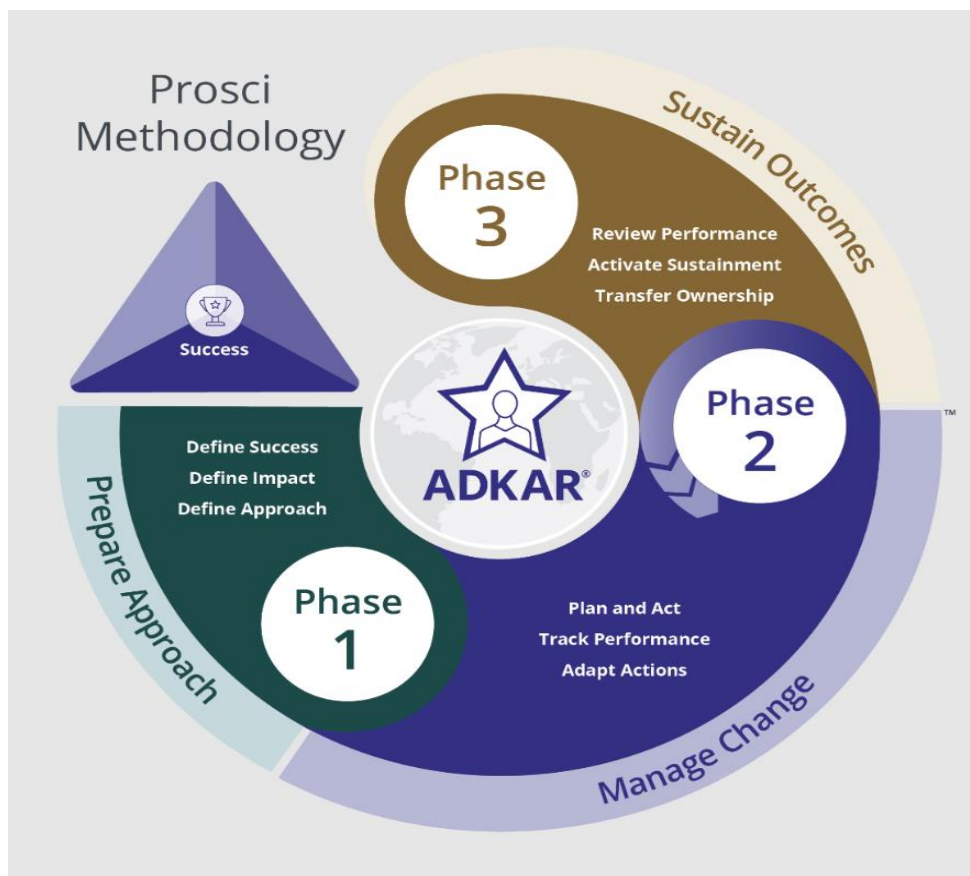 Prosci
Methodology
Success
Phase
1
Prepare Approach
Define Success
Define Impact
Define Approach
Phase
2
Manage Change
Plan and Act
Track Performance
Adapt Actions
Phase
3
Sustain Outcomes
Review Performance
Activate Sustainment
Transfer Ownership
ADKAR®
™